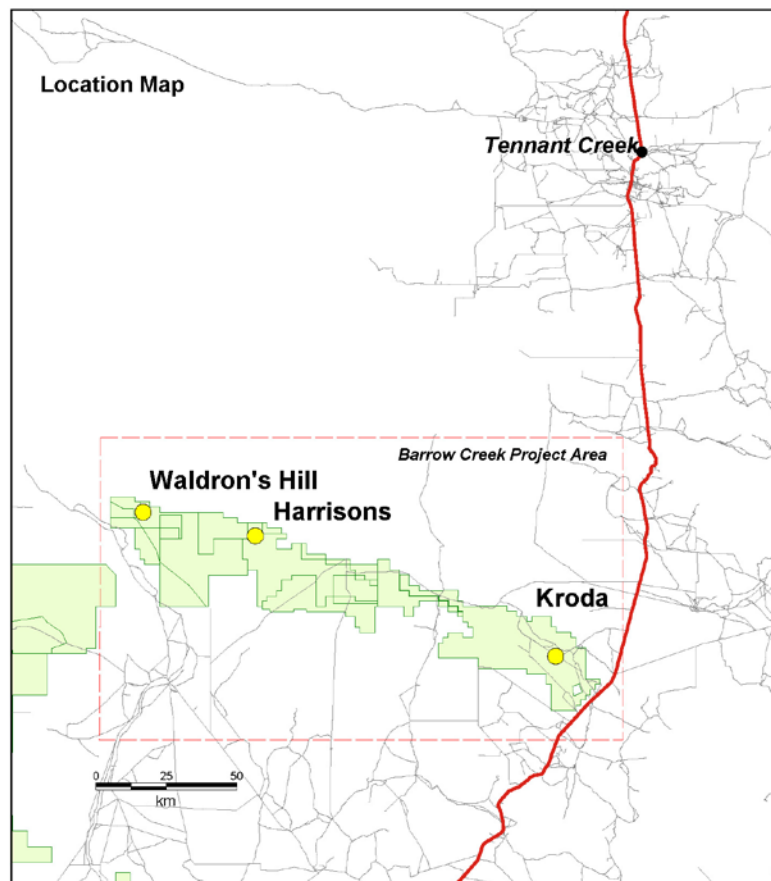 Location Map
Tennant Creek
Barrow Creek Project Area
Waldron's Hill
Harrisons
Kroda
0 25 50
km